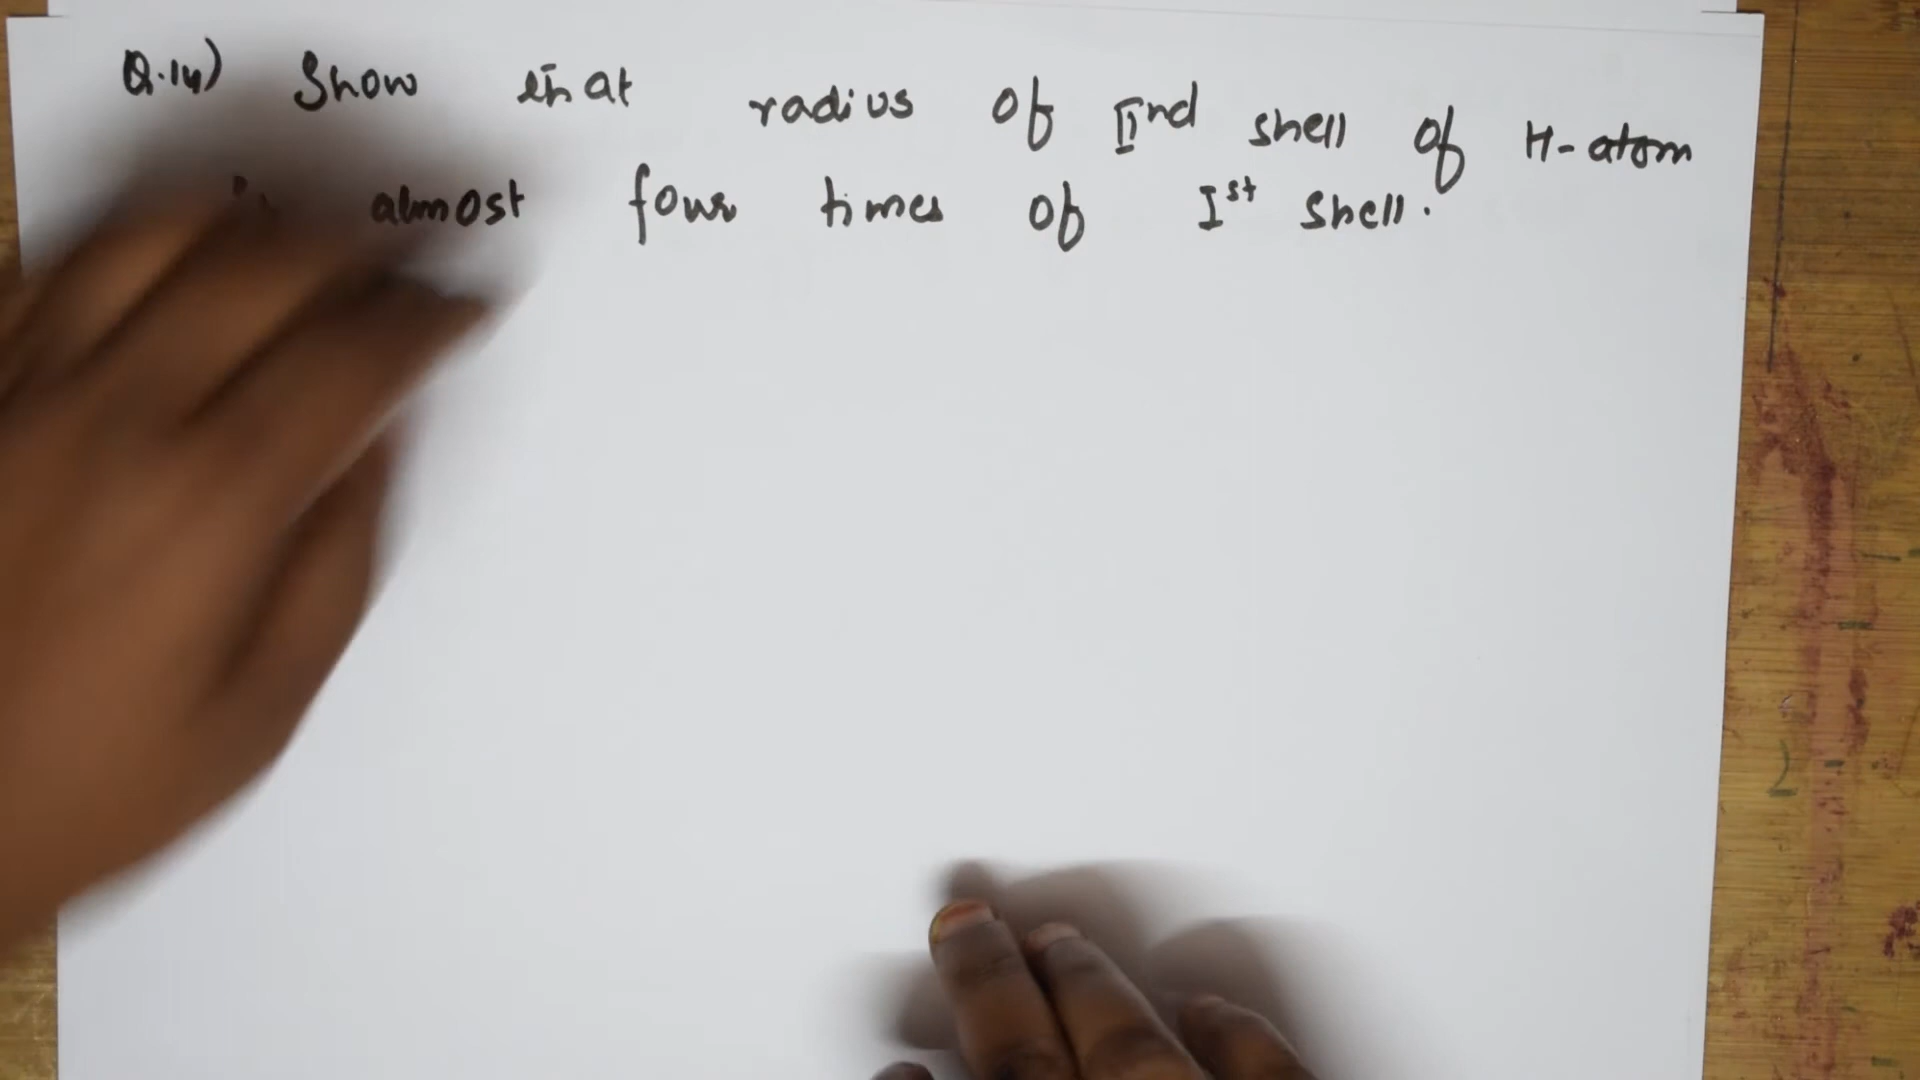 Q.14) Show that radius of IInd shell of H-atom
almost four times of Ist shell.